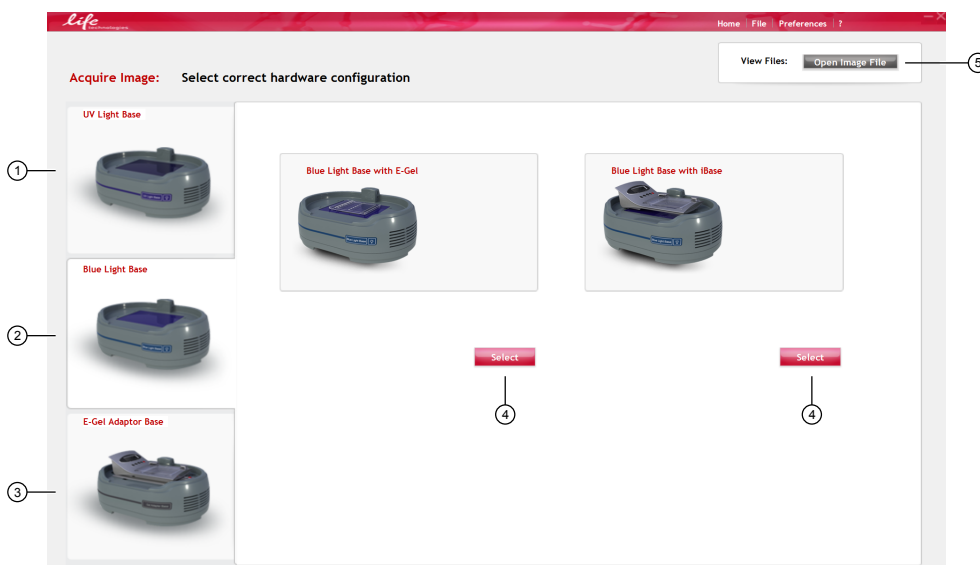 life
technologies
Home File Preferences ?
View Files: Open Image File
5
Acquire Image: Select correct hardware configuration
UV Light Base
1
Blue Light Base with E-Gel
Blue Light Base with iBase
Blue Light Base
2
Select
Select
4
4
E-Gel Adaptor Base
3